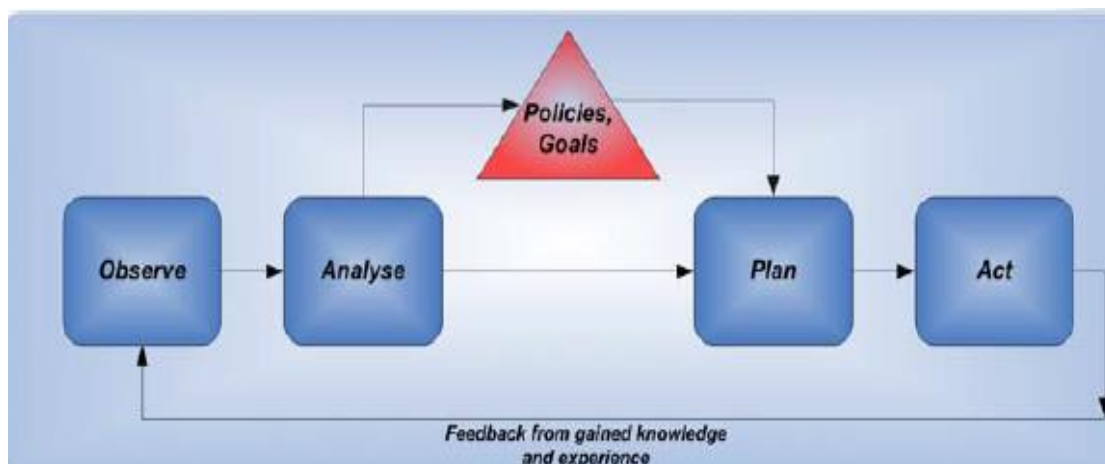 Policies,
Goals
Observe
Analyse
Plan
Act
Feedback from gained knowledge
and experience